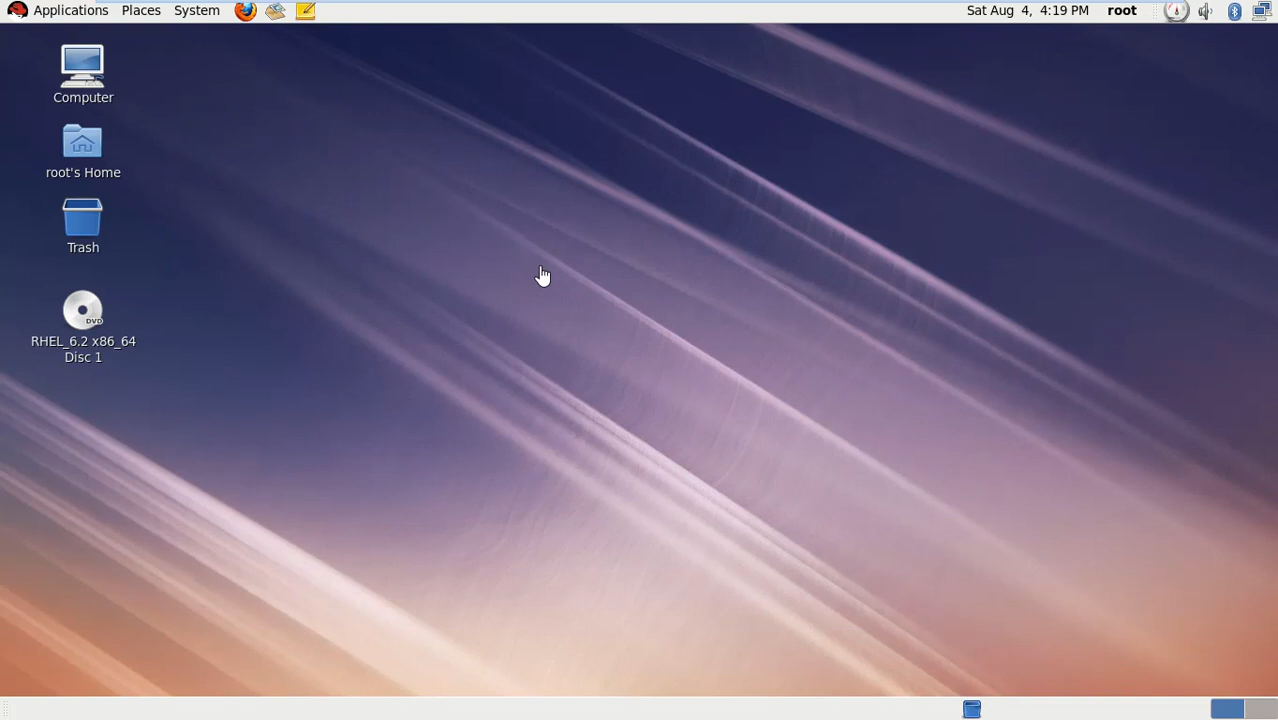 Applications Places System Sat Aug 4, 4:19 PM root
Computer
root's Home
Trash
DVD
RHEL_6.2 x86_64
Disc 1